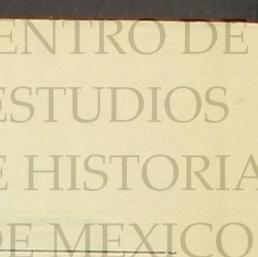 ENTRO DE
ESTUDIOS
E HISTORIA
DE MEXICO